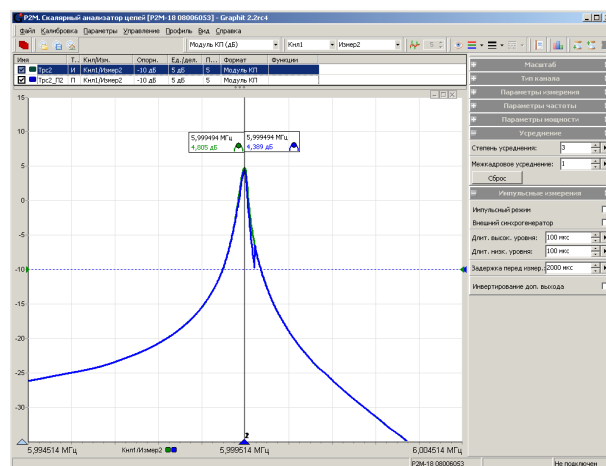 P2M. Скалярный анализатор цепей [P2M-18 08006053] - Graphit 2.2rc4
Файл Калибровка Параметры Управление Профиль Вид Справка
Модуль КП (дБ) Кнл1 Измер2 5
Имя Т.. Кнл/Изм. Опорн. Ед./дел. П... Формат Функции
Трс2 И Кнл1/Измер2 -10 дБ 5 дБ 5 Модуль КП
Трс2_П2 П Кнл1/Измер2 -10 дБ 5 дБ 5 Модуль КП
15
10
5
0
-5
-10
-15
-20
-25
-30
5,999494 МГц 5,999494 МГц
4,805 дБ 4,389 дБ
2
5,994514 МГц Кнл1/Измер2 5,999514 МГц 6,004514 МГц
Масштаб
Тип канала
Параметры измерения
Параметры частоты
Параметры мощности
Усреднение
Степень усреднения: 3
Межкадровое усреднение: 1
Сброс
Импульсные измерения
Импульсный режим
Внешний синхрогенератор
Длит. высок. уровня: 100 мкс
Длит. низк. уровня: 100 мкс
Задержка перед измер.: 2000 мкс
Инвертирование доп. выхода
P2M-18 08006053 Не подключен